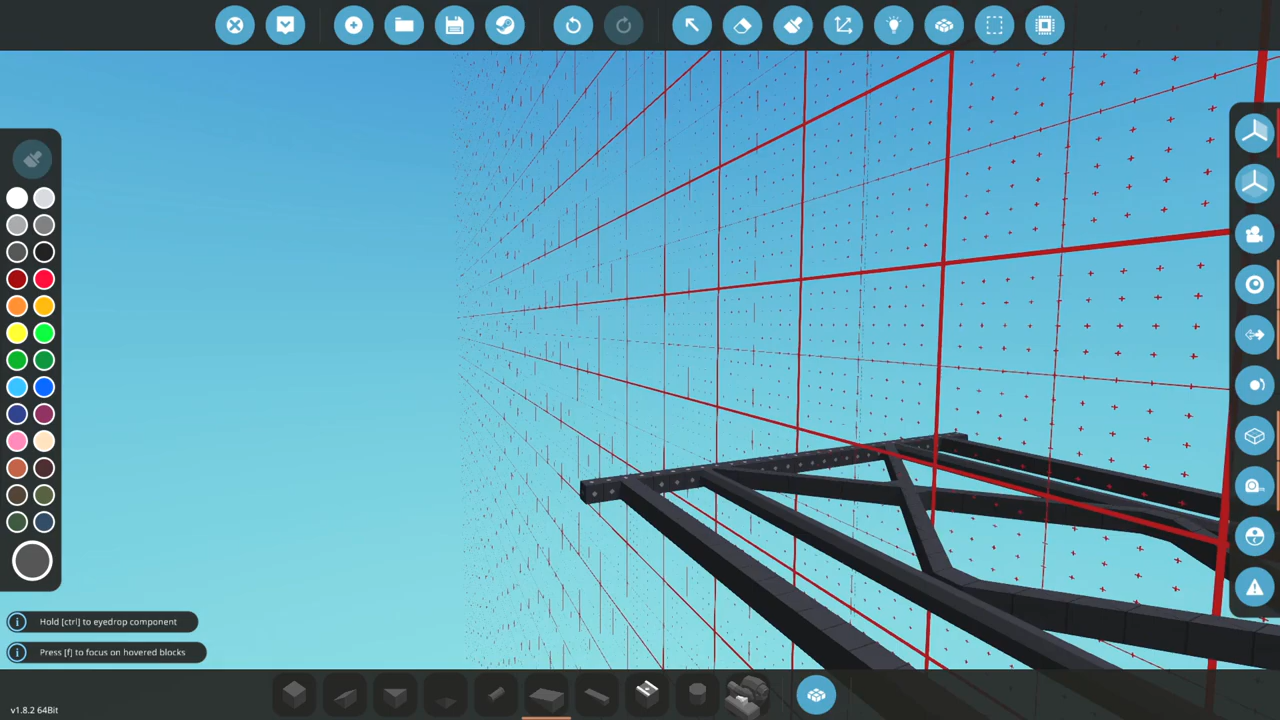 Hold [ctrl] to eyedrop component
Press [f] to focus on hovered blocks
v1.8.2 64Bit